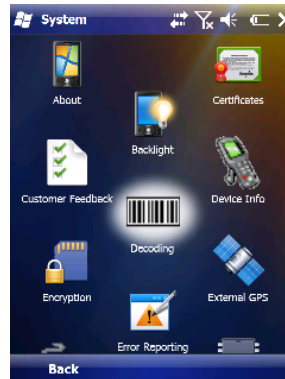 System
About
Certificates
Backlight
Customer Feedback
Device Info
Decoding
Encryption
External GPS
Error Reporting
Back